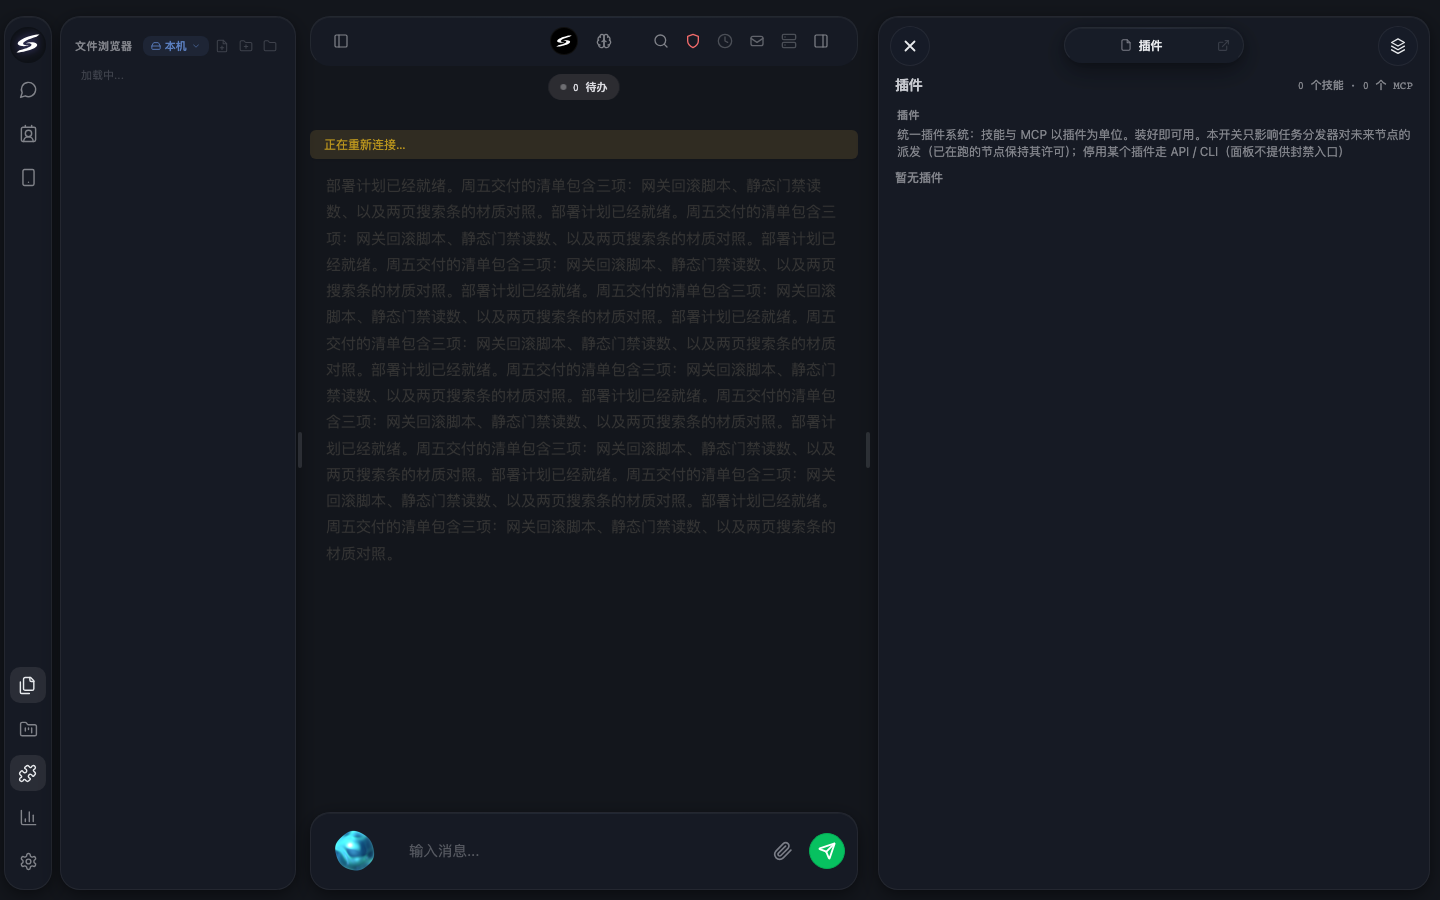 文件浏览器
本机
加载中...
0 待办
正在重新连接...
部署计划已经就绪。周五交付的清单包含三项：网关回滚脚本、静态门禁读
数、以及两页搜索条的材质对照。部署计划已经就绪。周五交付的清单包含三
项：网关回滚脚本、静态门禁读数、以及两页搜索条的材质对照。部署计划已
经就绪。周五交付的清单包含三项：网关回滚脚本、静态门禁读数、以及两页
搜索条的材质对照。部署计划已经就绪。周五交付的清单包含三项：网关回滚
脚本、静态门禁读数、以及两页搜索条的材质对照。部署计划已经就绪。周五
交付的清单包含三项：网关回滚脚本、静态门禁读数、以及两页搜索条的材质
对照。部署计划已经就绪。周五交付的清单包含三项：网关回滚脚本、静态门
禁读数、以及两页搜索条的材质对照。部署计划已经就绪。周五交付的清单包
含三项：网关回滚脚本、静态门禁读数、以及两页搜索条的材质对照。部署计
划已经就绪。周五交付的清单包含三项：网关回滚脚本、静态门禁读数、以及
两页搜索条的材质对照。部署计划已经就绪。周五交付的清单包含三项：网关
回滚脚本、静态门禁读数、以及两页搜索条的材质对照。部署计划已经就绪。
周五交付的清单包含三项：网关回滚脚本、静态门禁读数、以及两页搜索条的
材质对照。
输入消息...
插件
插件
0 个技能 · 0 个 MCP
插件
统一插件系统：技能与 MCP 以插件为单位。装好即可用。本开关只影响任务分发器对未来节点的
派发（已在跑的节点保持其许可）；停用某个插件走 API / CLI（面板不提供封禁入口）
暂无插件